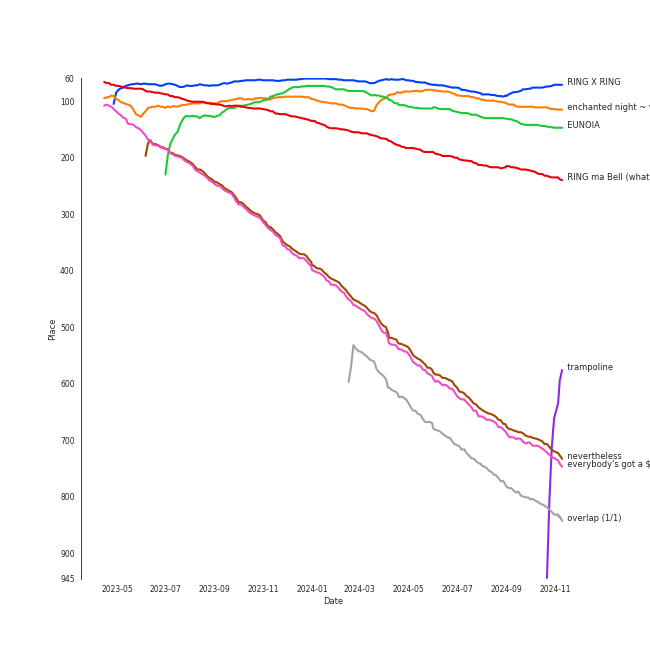 60
100
200
300
400
500
600
700
800
900
945
Place
2023-05 2023-07 2023-09 2023-11 2024-01 2024-03 2024-05 2024-07 2024-09 2024-11
Date
RING X RING
enchanted night ~
EUNOIA
RING ma Bell (what
trampoline
nevertheless
everybody's got a $
overlap (1/1)